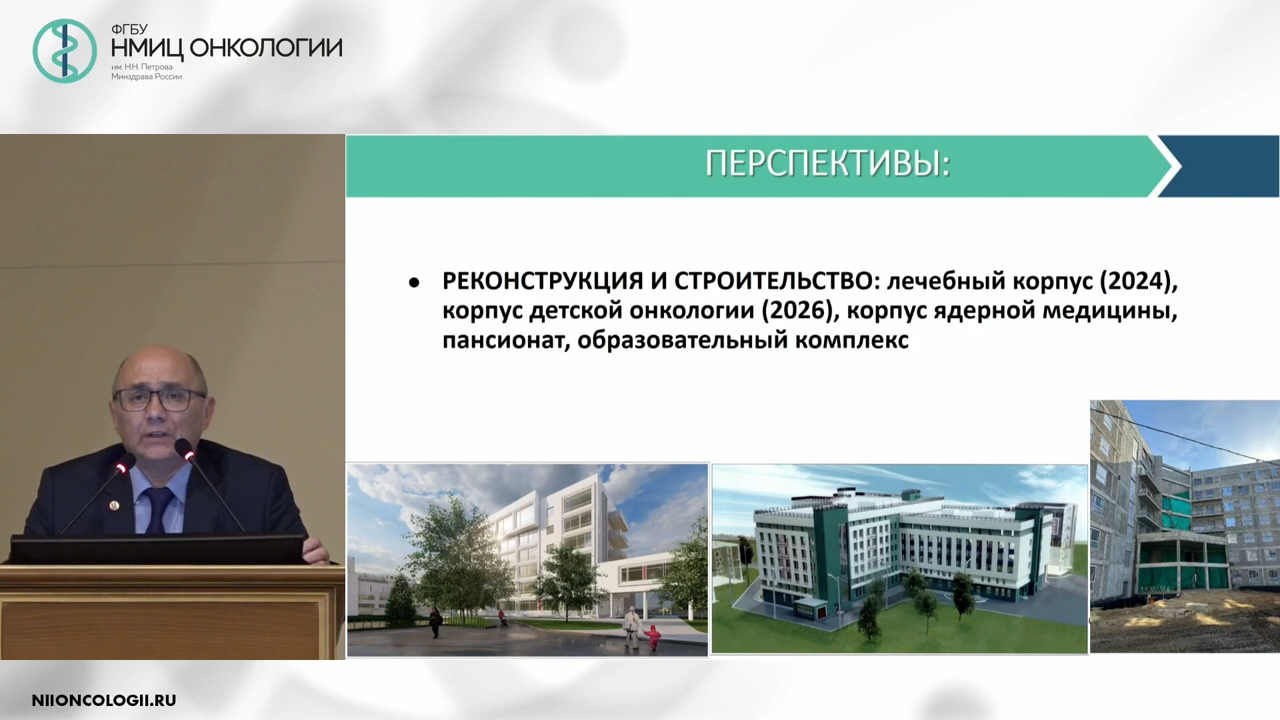 ФГБУ
НМИЦ ОНКОЛОГИИ
им. Н.Н. Петрова
Минздрава России
ПЕРСПЕКТИВЫ:
• РЕКОНСТРУКЦИЯ И СТРОИТЕЛЬСТВО: лечебный корпус (2024),
корпус детской онкологии (2026), корпус ядерной медицины,
пансионат, образовательный комплекс
NIIONCOLOGII.RU